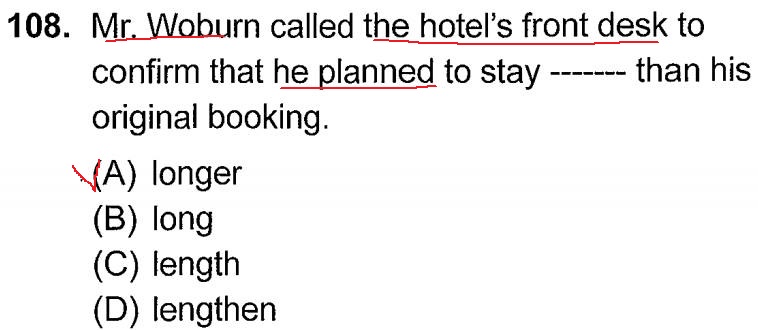 108. Mr. Woburn called the hotel's front desk to
confirm that he planned to stay ------- than his
original booking.
(A) longer
(B) long
(C) length
(D) lengthen